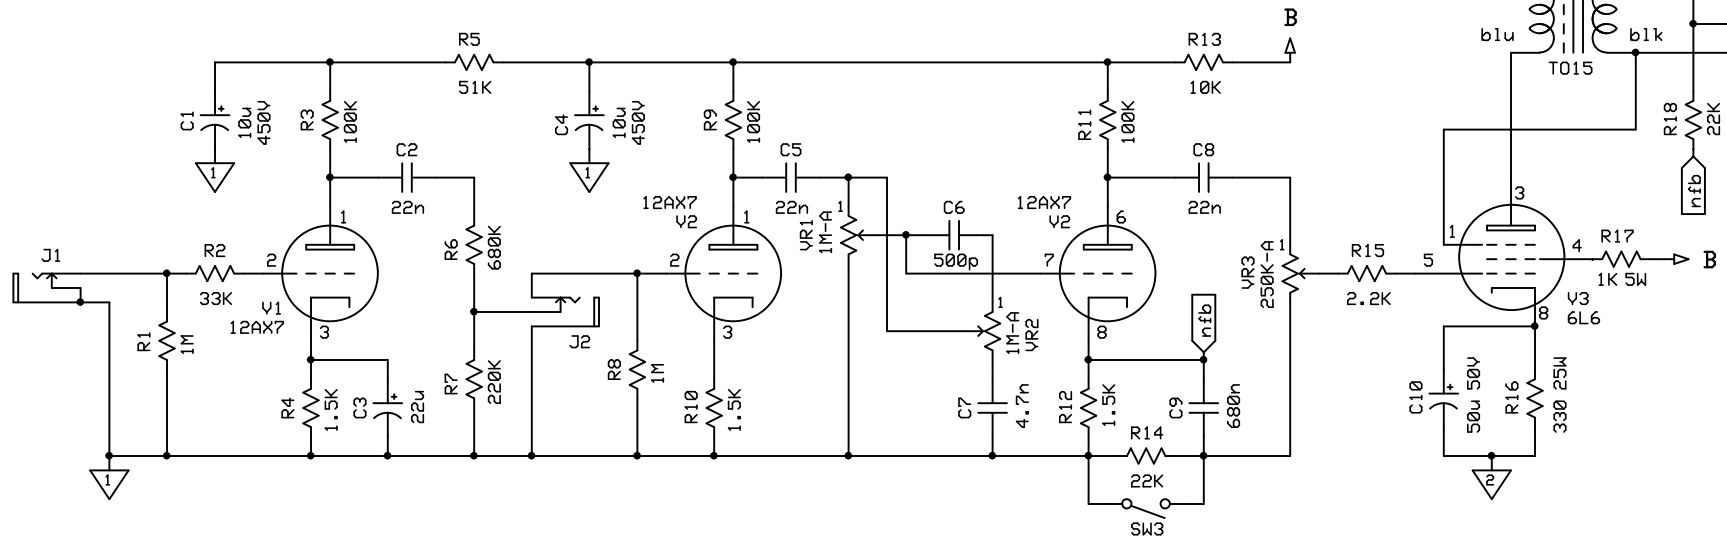 B
R5
51K
R13
10K
blu
blk
TO15
C1
10u
450V
R3
100K
C4
10u
450V
R9
100K
R11
100K
R18
22K
nfb
1
1
C2
22n
C5
22n
C8
22n
12AX7
V2
12AX7
V2
J1
R2
33K
1
2
3
V1
12AX7
R6
680K
1
2
3
VR1
1M-A
1
C6
500p
6
7
8
nfb
VR3
250K-A
1
R15
2.2K
3
1
5
4
8
V3
6L6
R17
1K 5W
B
R1
1M
R4
1.5K
C3
22u
R7
220K
J2
R8
1M
R10
1.5K
1
1M-A
VR2
C7
4.7n
R12
1.5K
C9
680n
R14
22K
SW3
C10
50u 50V
R16
330 25W
1
2